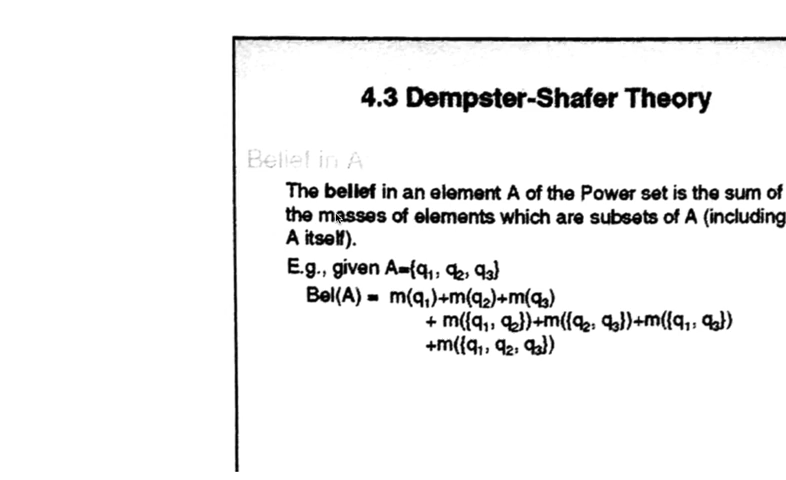 4.3 Dempster-Shafer Theory
Belief in A
The belief in an element A of the Power set is the sum of
the masses of elements which are subsets of A (including
A itself).
E.g., given A={q₁, q₂, q₃}
Bel(A) = m(q₁)+m(q₂)+m(q₃)
+ m({q₁, q₂})+m({q₂, q₃})+m({q₁, q₃})
+m({q₁, q₂, q₃})